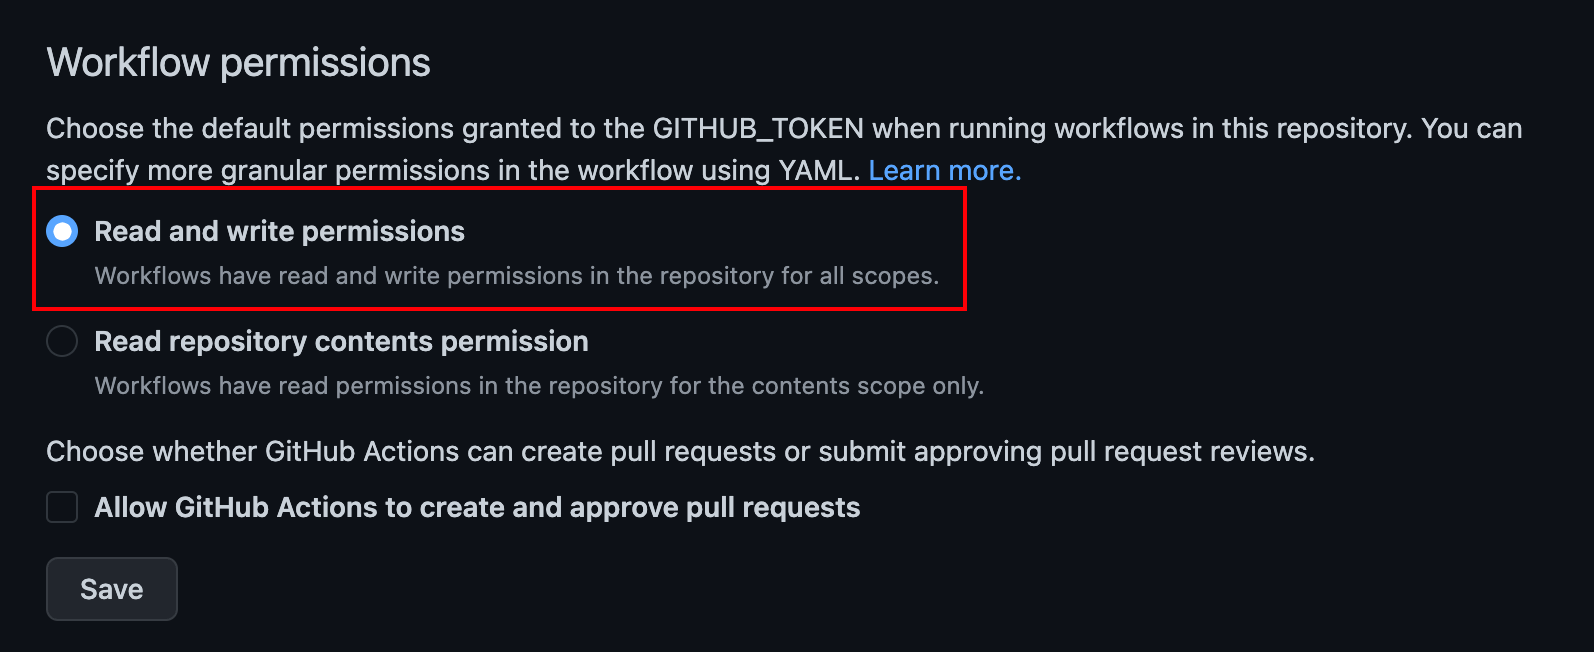 Workflow permissions
Choose the default permissions granted to the GITHUB_TOKEN when running workflows in this repository. You can
specify more granular permissions in the workflow using YAML. Learn more.
Read and write permissions
Workflows have read and write permissions in the repository for all scopes.
Read repository contents permission
Workflows have read permissions in the repository for the contents scope only.
Choose whether GitHub Actions can create pull requests or submit approving pull request reviews.
Allow GitHub Actions to create and approve pull requests
Save